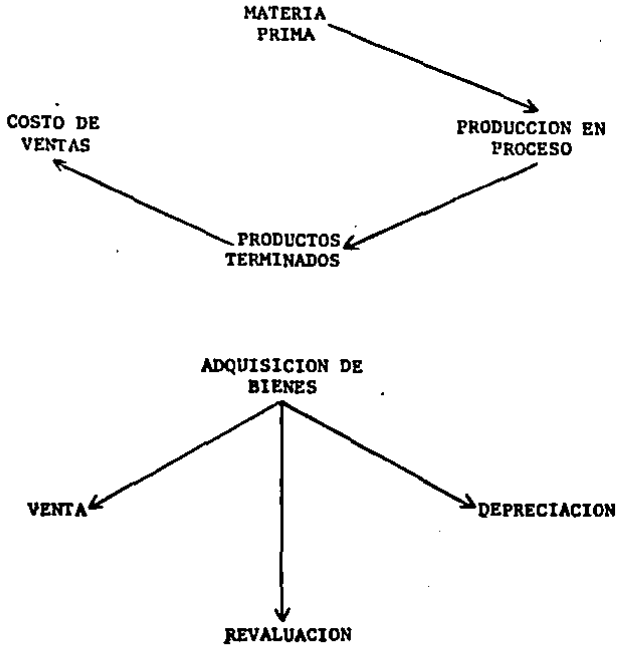 MATERIA
PRIMA
COSTO DE
VENTAS
PRODUCCION EN
PROCESO
PRODUCTOS
TERMINADOS
ADQUISICION DE
BIENES
VENTA
DEPRECIACION
REVALUACION